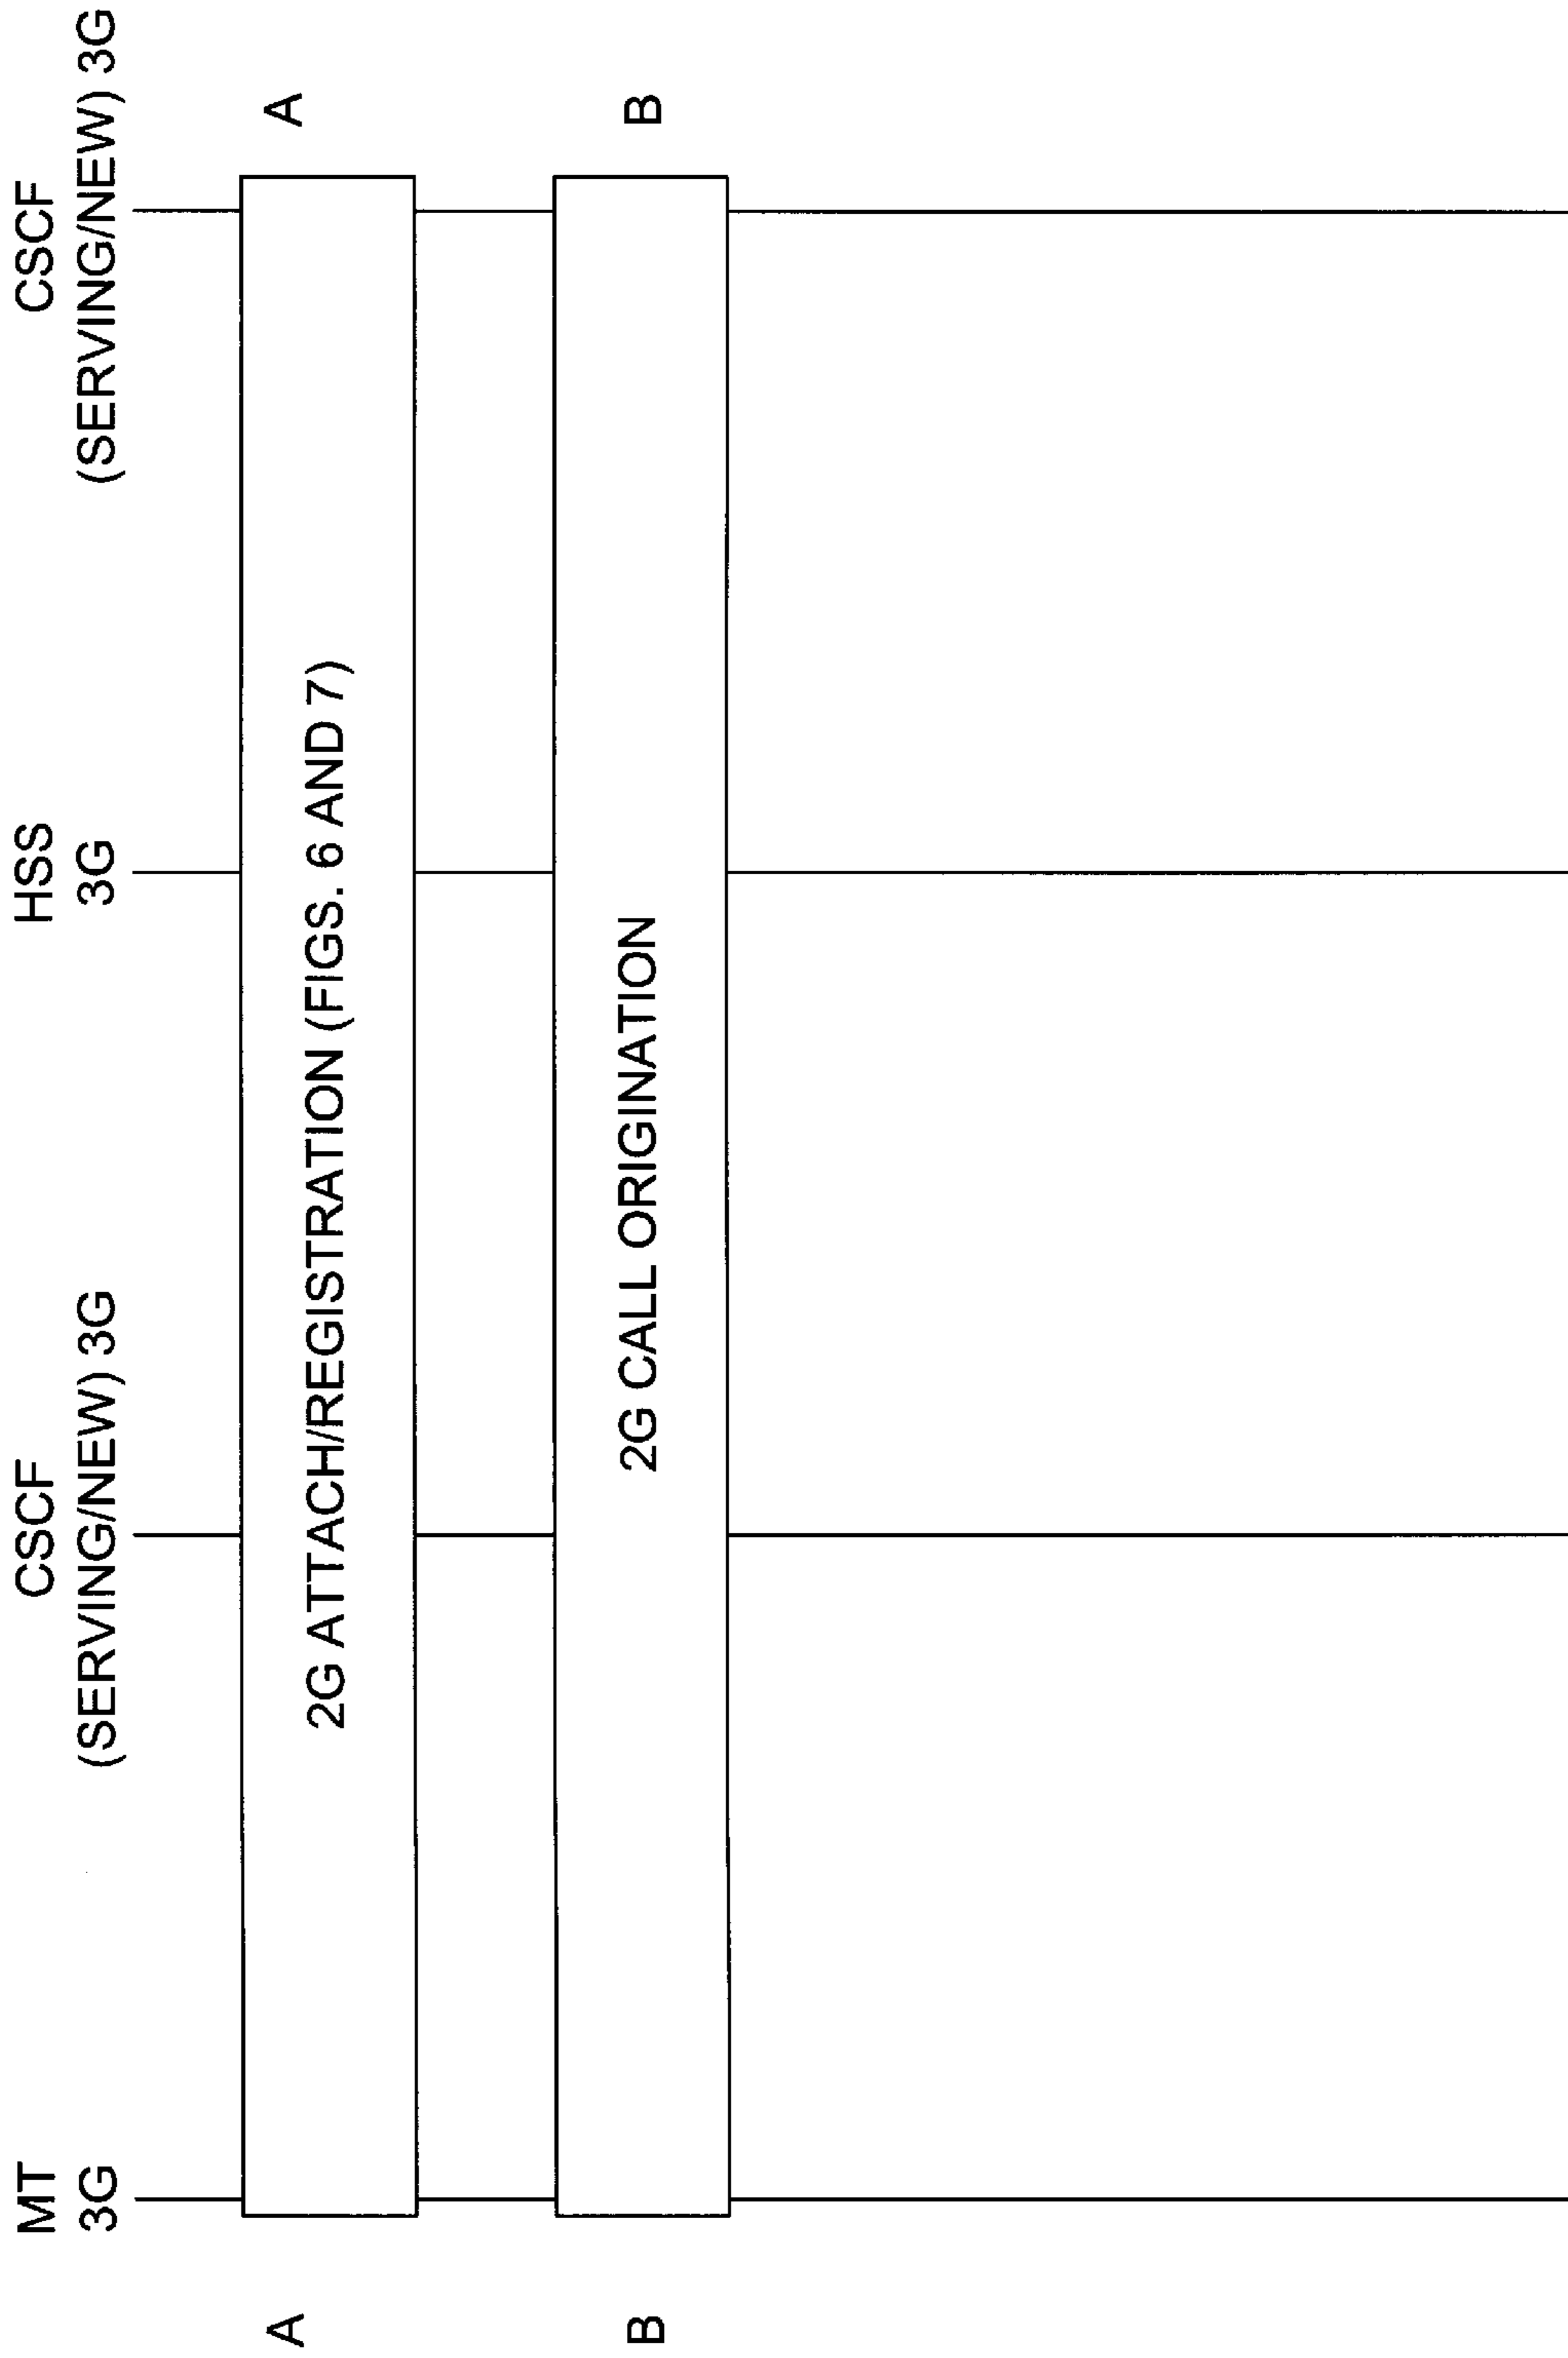 MT
3G
CSCF
(SERVING/NEW) 3G
HSS
3G
CSCF
(SERVING/NEW) 3G
A
2G ATTACH/REGISTRATION (FIGS. 6 AND 7)
A
B
2G CALL ORIGINATION
B